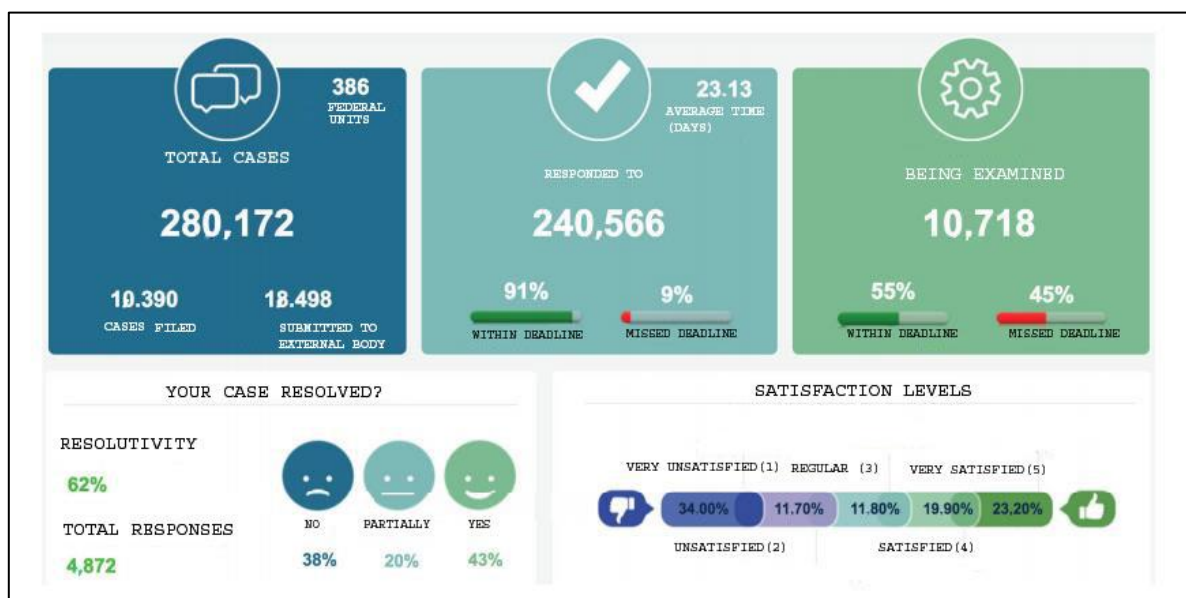 386
FEDERAL
UNITS
TOTAL CASES
280,172
10.390
CASES FILED
18.498
SUBMITTED TO
EXTERNAL BODY
23.13
AVERAGE TIME
(DAYS)
RESPONDED TO
240,566
91%
WITHIN DEADLINE
9%
MISSED DEADLINE
BEING EXAMINED
10,718
55%
WITHIN DEADLINE
45%
MISSED DEADLINE
YOUR CASE RESOLVED?
RESOLUTIVITY
62%
TOTAL RESPONSES
4,872
NO
38%
PARTIALLY
20%
YES
43%
SATISFACTION LEVELS
VERY UNSATISFIED(1) REGULAR (3) VERY SATISFIED(5)
34.00% 11.70% 11.80% 19.90% 23,20%
UNSATISFIED(2) SATISFIED(4)